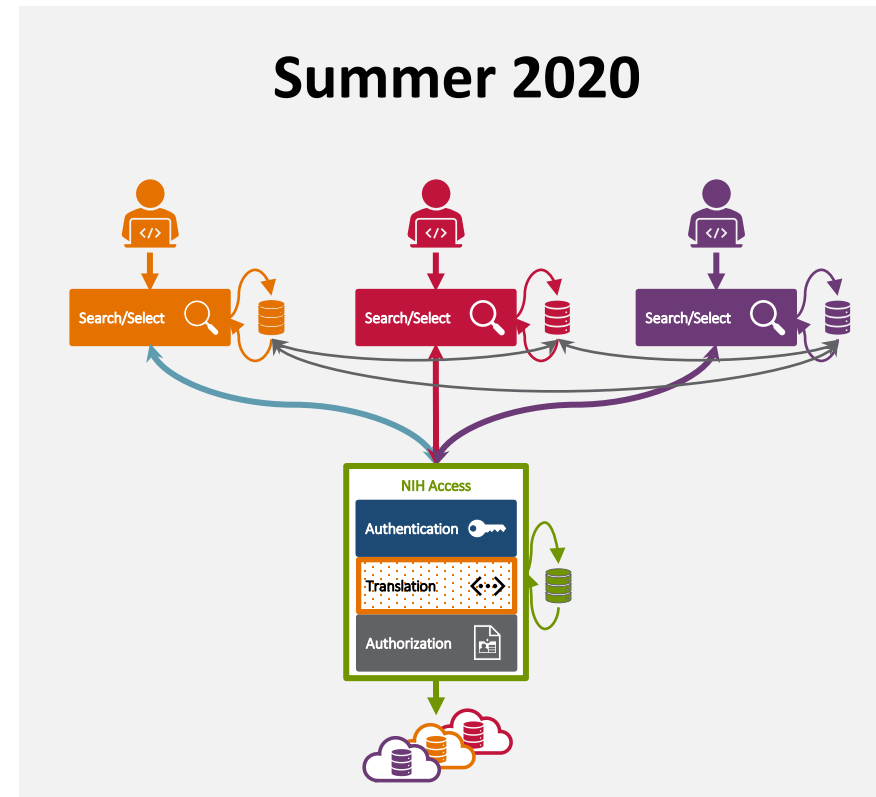 Summer 2020
</>
</>
</>
Search/Select
Search/Select
Search/Select
NIH Access
Authentication
Translation
Authorization